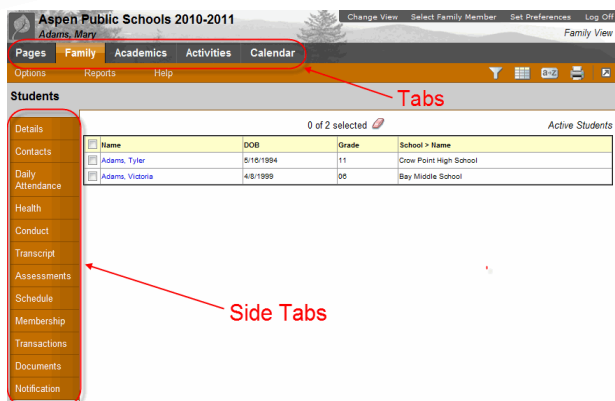 Aspen Public Schools 2010-2011
Change View Select Family Member Set Preferences Log Off
Adams, Mary
Family View
Pages Family Academics Activities Calendar
Options Reports Help
a-z
Tabs
Students
0 of 2 selected
Active Students
Name DOB Grade School > Name
Adams, Tyler 5/16/1994 11 Crow Point High School
Adams, Victoria 4/8/1999 06 Bay Middle School
Details
Contacts
Daily
Attendance
Health
Conduct
Transcript
Assessments
Schedule
Membership
Transactions
Documents
Notification
Side Tabs